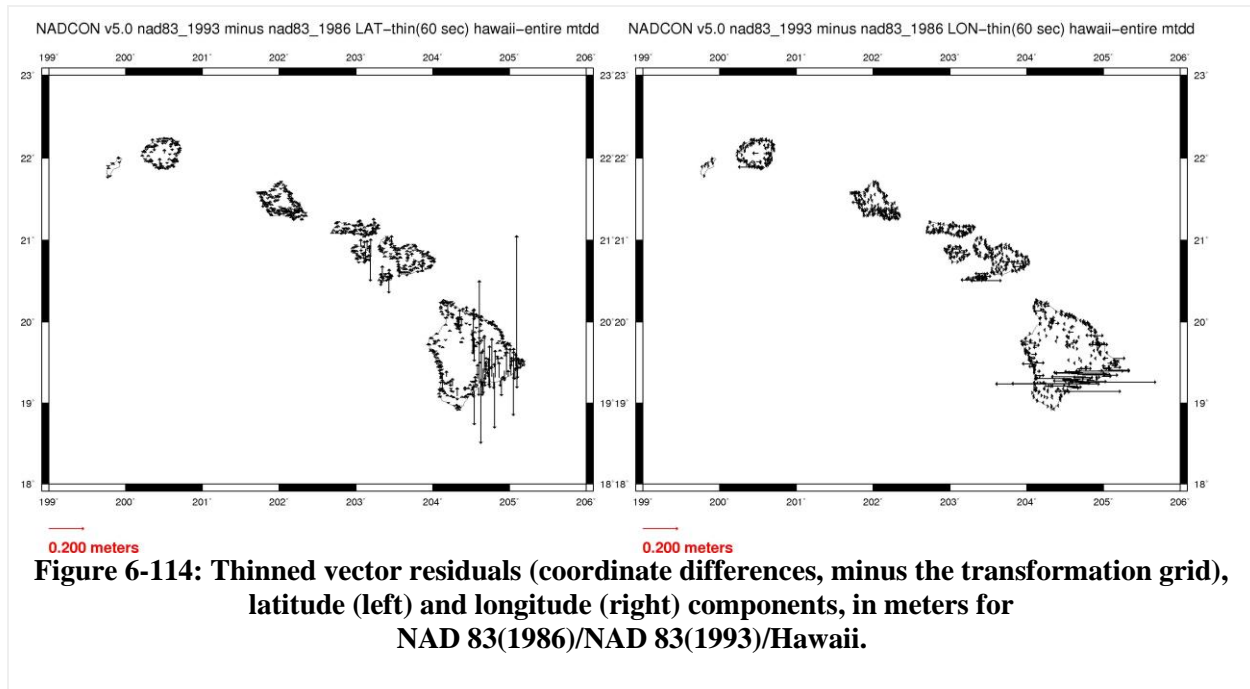 NADCON v5.0 nad83_1993 minus nad83_1986 LAT-thin(60 sec) hawaii-entire mtdd
NADCON v5.0 nad83_1993 minus nad83_1986 LON-thin(60 sec) hawaii-entire mtdd
199˚ 200˚ 201˚ 202˚ 203˚ 204˚ 205˚ 206˚
199˚ 200˚ 201˚ 202˚ 203˚ 204˚ 205˚ 206˚
23˚ 23˚ 23˚ 23˚
22˚ 22˚ 22˚ 22˚
21˚ 21˚ 21˚ 21˚
20˚ 20˚ 20˚ 20˚
19˚ 19˚ 19˚ 19˚
18˚ 18˚ 18˚ 18˚
199˚ 200˚ 201˚ 202˚ 203˚ 204˚ 205˚ 206˚
199˚ 200˚ 201˚ 202˚ 203˚ 204˚ 205˚ 206˚
0.200 meters
0.200 meters
Figure 6-114: Thinned vector residuals (coordinate differences, minus the transformation grid),
latitude (left) and longitude (right) components, in meters for
NAD 83(1986)/NAD 83(1993)/Hawaii.